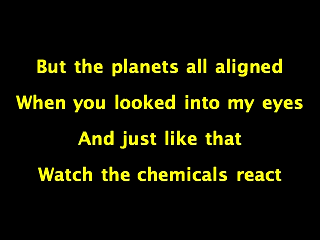 But the planets all aligned
When you looked into my eyes
And just like that
Watch the chemicals react